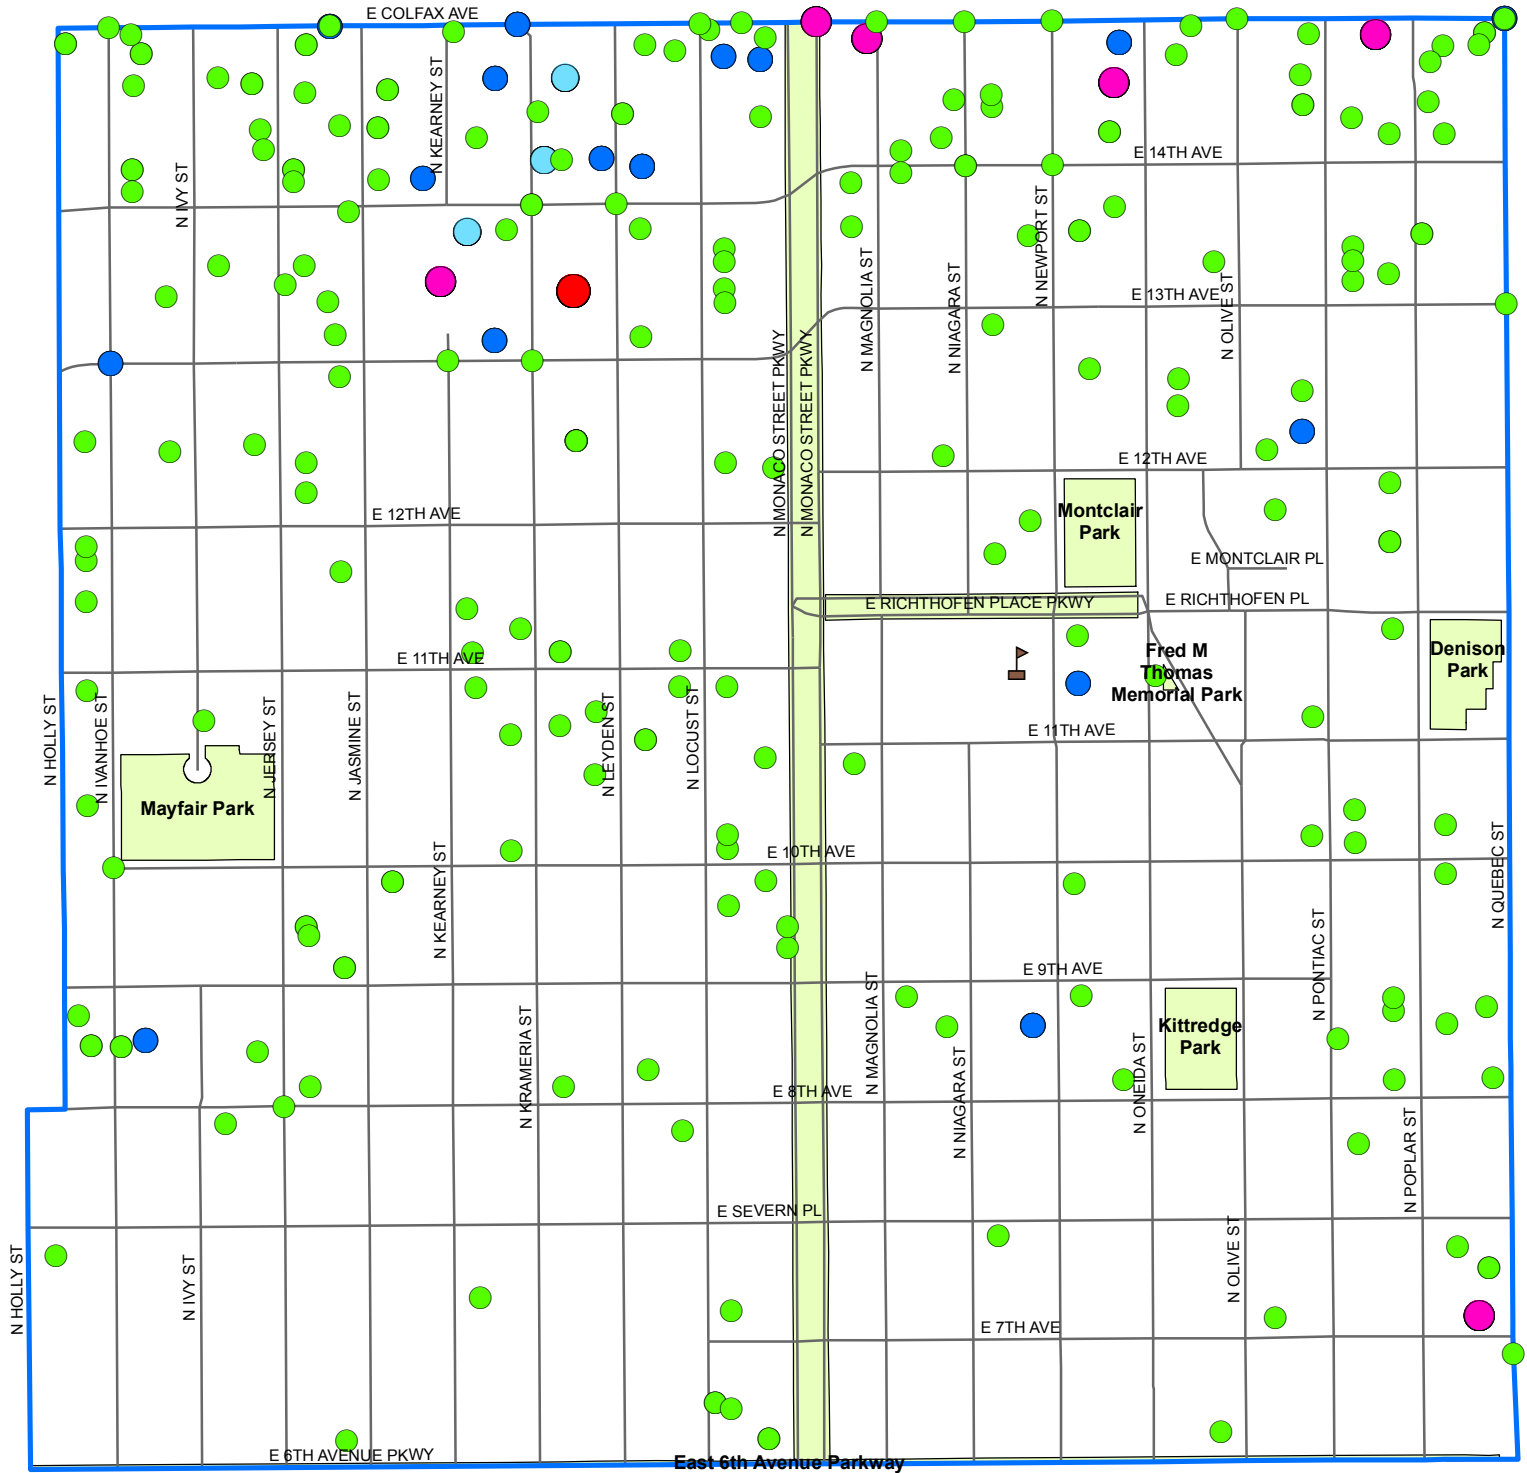 E COLFAX AVE
N KEARNEY ST
E 14TH AVE
N IVY ST
N NEWPORT ST
N MAGNOLIA ST
N NIAGARA ST
N OLIVE ST
E 13TH AVE
N MONACO STREET PKWY
N MONACO STREET PKWY
E 12TH AVE
Montclair
Park
E 12TH AVE
E MONTCLAIR PL
E RICHTHOFEN PLACE PKWY
E RICHTHOFEN PL
E 11TH AVE
Fred M
Thomas
Memorial Park
Denison
Park
N HOLLY ST
N IVANHOE ST
N JERSEY ST
N JASMINE ST
N LEYDEN ST
N LOCUST ST
E 11TH AVE
Mayfair Park
E 10TH AVE
N KEARNEY ST
N QUEBEC ST
N PONTIAC ST
E 9TH AVE
N MAGNOLIA ST
N KRAMERIA ST
Kittredge
Park
N NIAGARA ST
N ONEIDA ST
E 8TH AVE
N POPLAR ST
E SEVERN PL
N HOLLY ST
N IVY ST
N OLIVE ST
E 7TH AVE
E 6TH AVENUE PKWY
East 6th Avenue Parkway